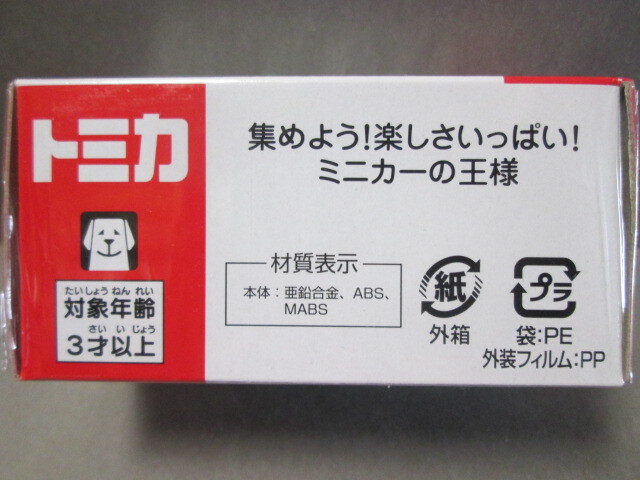 トミカ
集めよう!楽しさいっぱい!
ミニカーの王様
たいしょう ねん れい
対象年齢
さい い じょう
3才以上
材質表示
本体：亜鉛合金、ABS、
MABS
紙
外箱
プラ
袋:PE
外装フィルム:PP